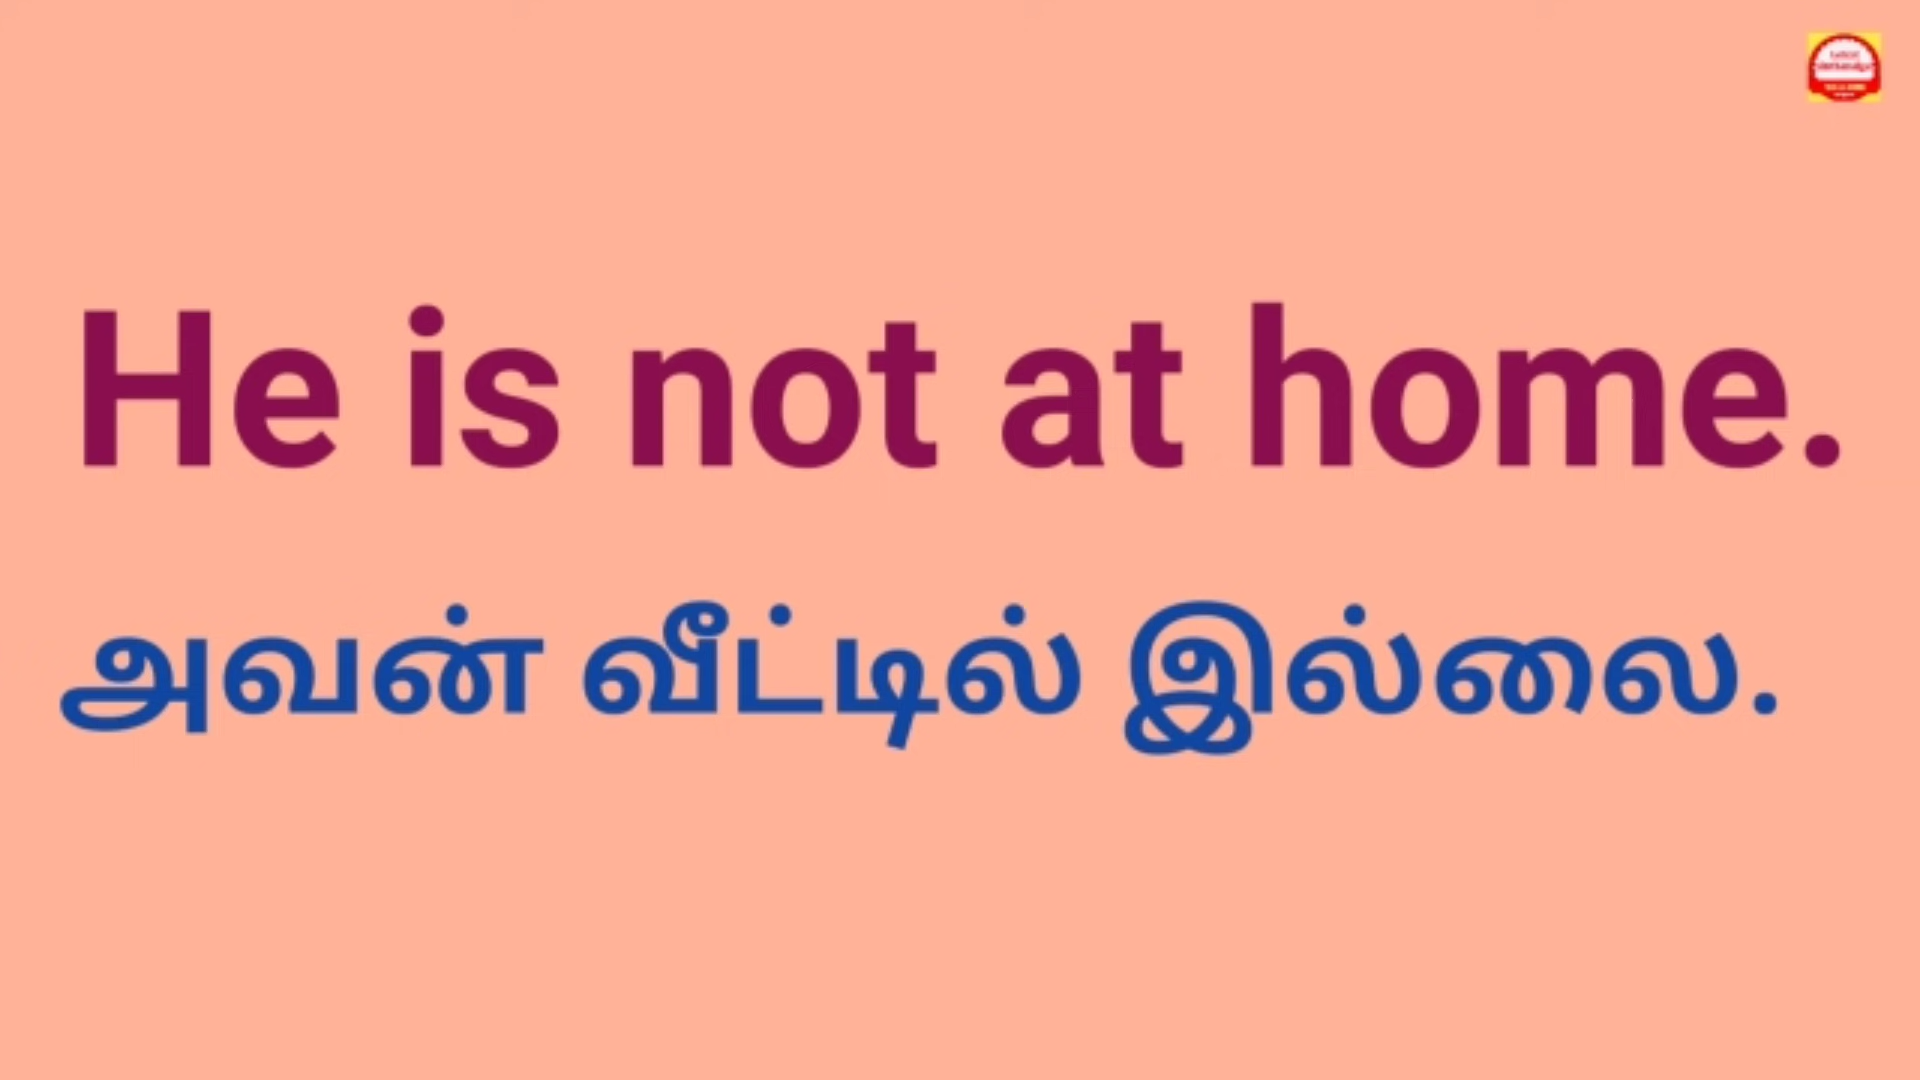 He is not at home.
அவன் வீட்டில் இல்லை.